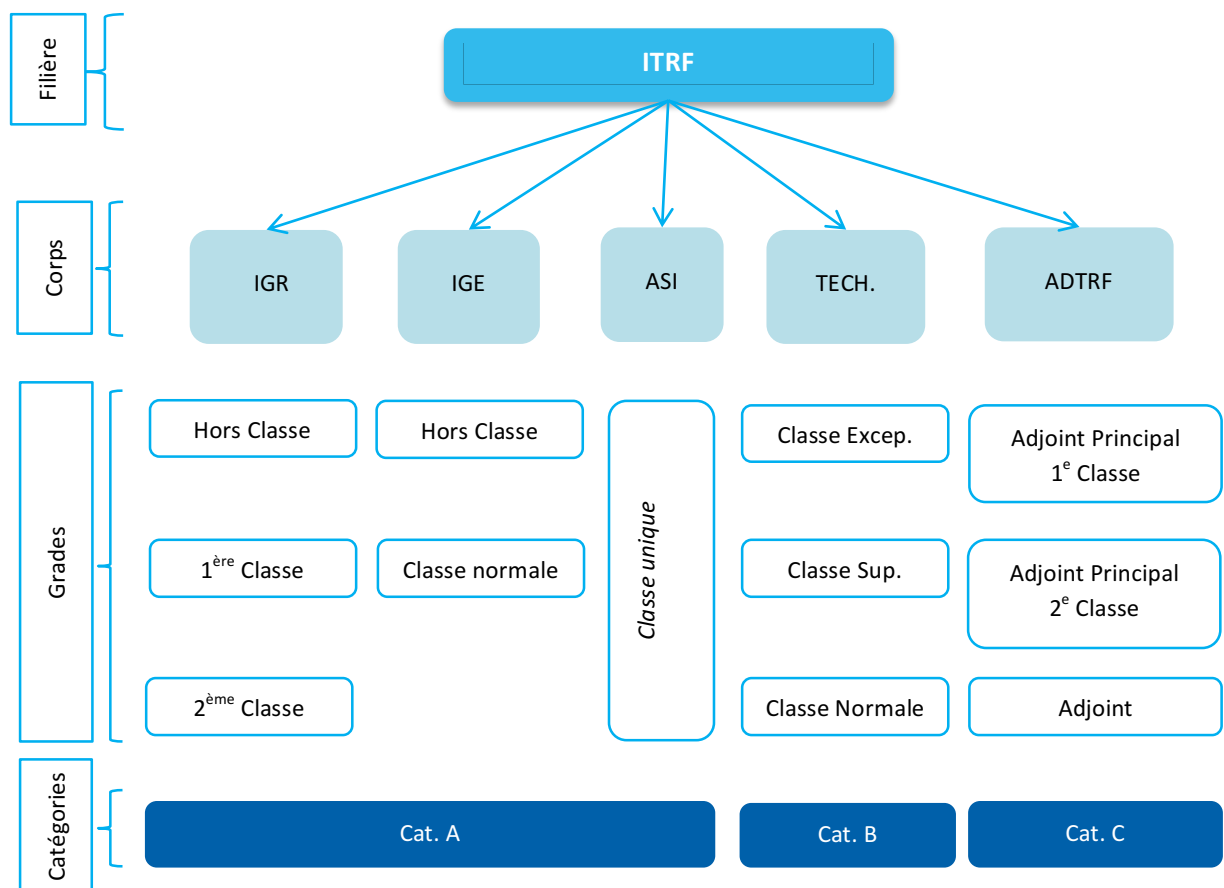 Filière
ITRF
Corps
IGR
IGE
ASI
TECH.
ADTRF
Grades
Hors Classe
Hors Classe
Classe unique
Classe Excep.
Adjoint Principal
1e Classe
1ère Classe
Classe normale
Classe Sup.
Adjoint Principal
2e Classe
2ème Classe
Classe Normale
Adjoint
Catégories
Cat. A
Cat. B
Cat. C